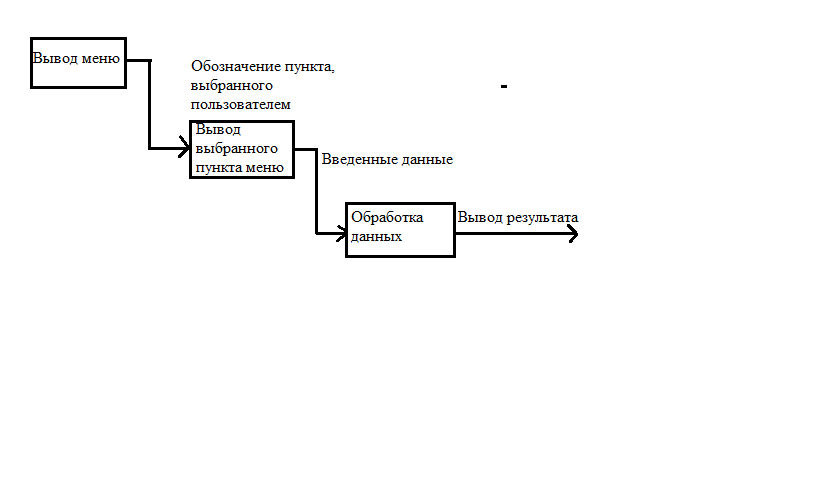 Вывод меню
Обозначение пункта,
выбранного
пользователем
Вывод
выбранного
пункта меню
Введенные данные
Обработка
данных
Вывод результата